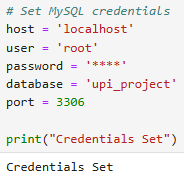 # Set MySQL credentials
host = 'localhost'
user = 'root'
password = '****'
database = 'upi_project'
port = 3306
print("Credentials Set")
Credentials Set